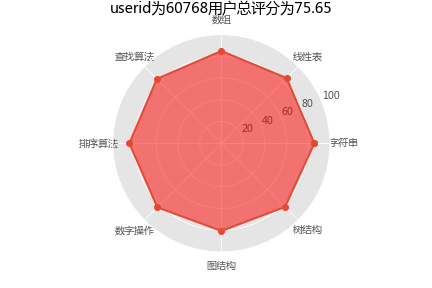 userid为60768用户总评分为75.65
数组
查找算法
线性表
100
80
60
40
20
排序算法
字符串
数字操作
树结构
图结构